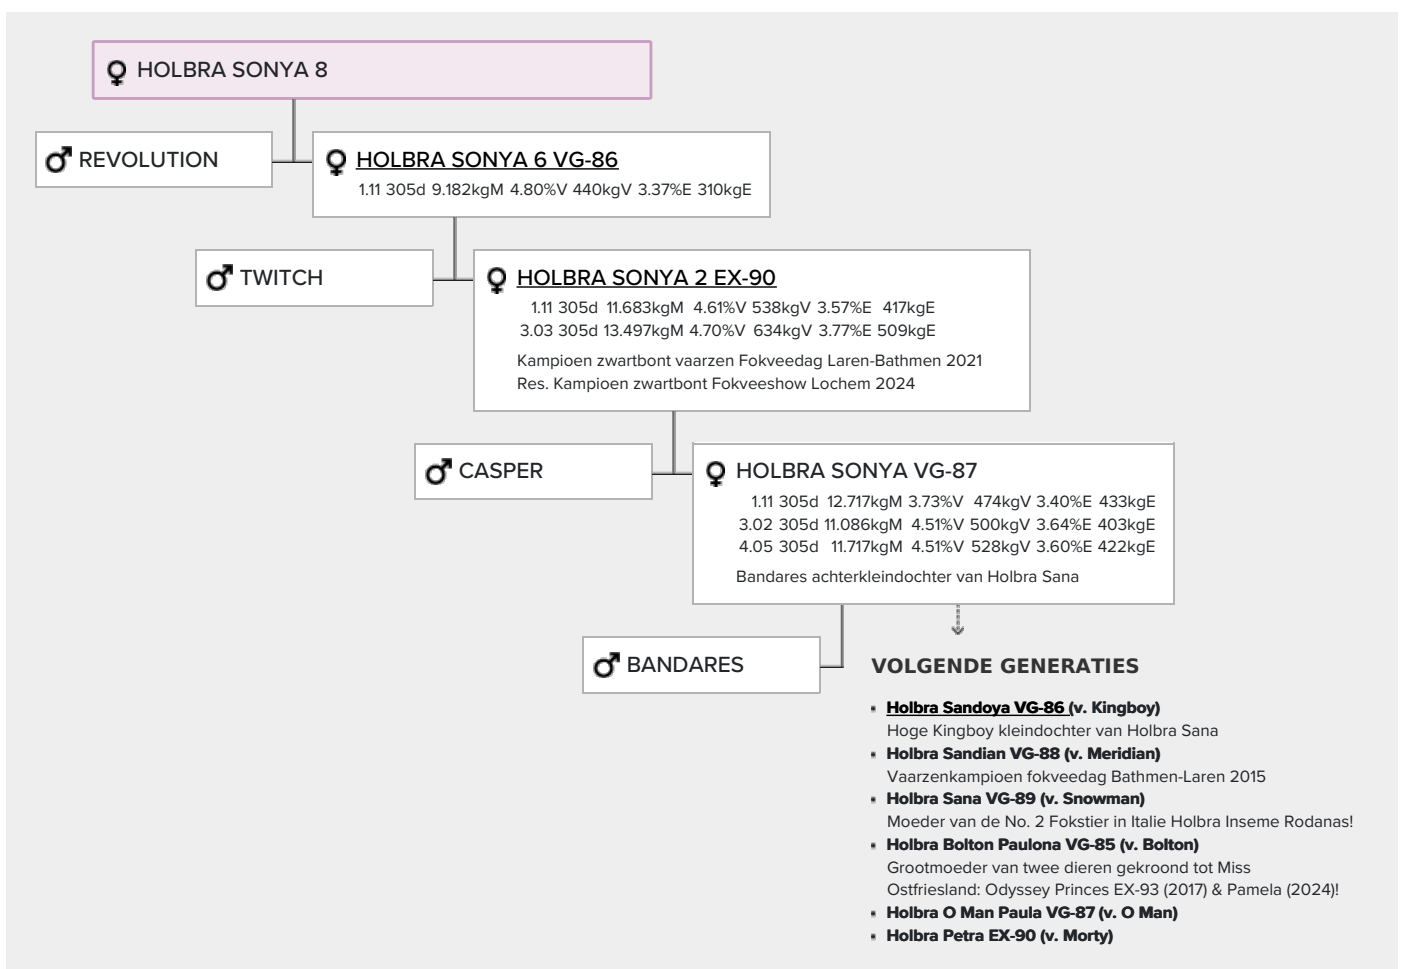 HOLBRA SONYA 8
REVOLUTION
HOLBRA SONYA 6 VG-86
1.11 305d 9.182kgM 4.80%V 440kgV 3.37%E 310kgE
TWITCH
HOLBRA SONYA 2 EX-90
1.11 305d 11.683kgM 4.61%V 538kgV 3.57%E 417kgE
3.03 305d 13.497kgM 4.70%V 634kgV 3.77%E 509kgE
Kampioen zwartbont vaarzen Fokveedag Laren-Bathmen 2021
Res. Kampioen zwartbont Fokveeshow Lochem 2024
CASPER
HOLBRA SONYA VG-87
1.11 305d 12.717kgM 3.73%V 474kgV 3.40%E 433kgE
3.02 305d 11.086kgM 4.51%V 500kgV 3.64%E 403kgE
4.05 305d 11.717kgM 4.51%V 528kgV 3.60%E 422kgE
Bandares achterkleindochter van Holbra Sana
BANDARES
VOLGENDE GENERATIES
Holbra Sandoya VG-86 (v. Kingboy)
Hoge Kingboy kleindochter van Holbra Sana
Holbra Sandian VG-88 (v. Meridian)
Vaarzenkampioen fokveedag Bathmen-Laren 2015
Holbra Sana VG-89 (v. Snowman)
Moeder van de No. 2 Fokstier in Italie Holbra Inseme Rodanas!
Holbra Bolton Paulona VG-85 (v. Bolton)
Grootmoeder van twee dieren gekroond tot Miss
Ostfriesland: Odyssey Princes EX-93 (2017) & Pamela (2024)!
Holbra O Man Paula VG-87 (v. O Man)
Holbra Petra EX-90 (v. Morty)